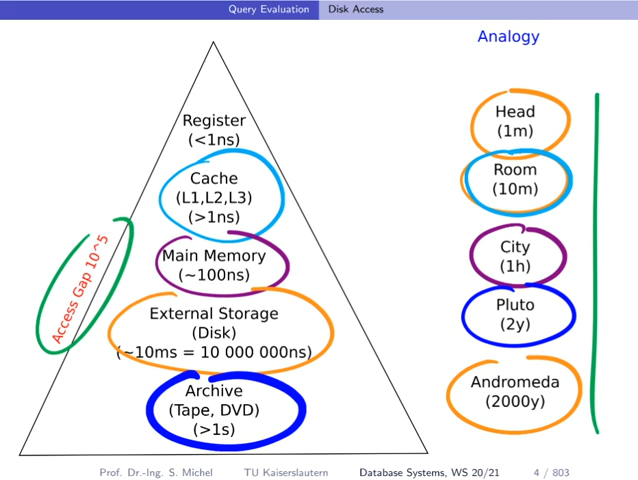 Query Evaluation Disk Access
Analogy
Register
(<1ns)
Cache
(L1,L2,L3)
(>1ns)
Main Memory
(~100ns)
External Storage
(Disk)
(~10ms = 10 000 000ns)
Archive
(Tape, DVD)
(>1s)
Access Gap 10^5
Head
(1m)
Room
(10m)
City
(1h)
Pluto
(2y)
Andromeda
(2000y)
Prof. Dr.-Ing. S. Michel TU Kaiserslautern Database Systems, WS 20/21 4 / 803